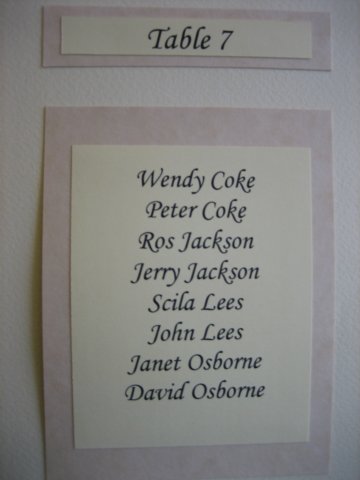 Table 7
Wendy Coke
Peter Coke
Ros Jackson
Jerry Jackson
Scila Lees
John Lees
Janet Osborne
David Osborne